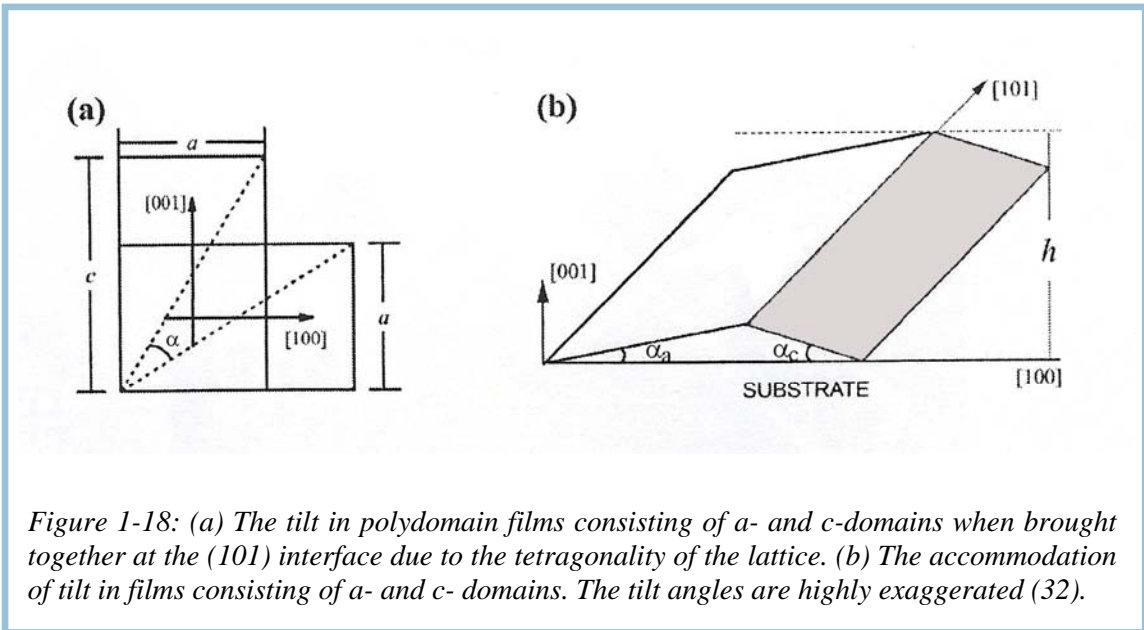 (a)
a
[001]
c
α
[100]
a
(b)
[101]
[001]
h
αa
αc
[100]
SUBSTRATE
Figure 1-18: (a) The tilt in polydomain films consisting of a- and c-domains when brought
together at the (101) interface due to the tetragonality of the lattice. (b) The accommodation
of tilt in films consisting of a- and c- domains. The tilt angles are highly exaggerated (32).